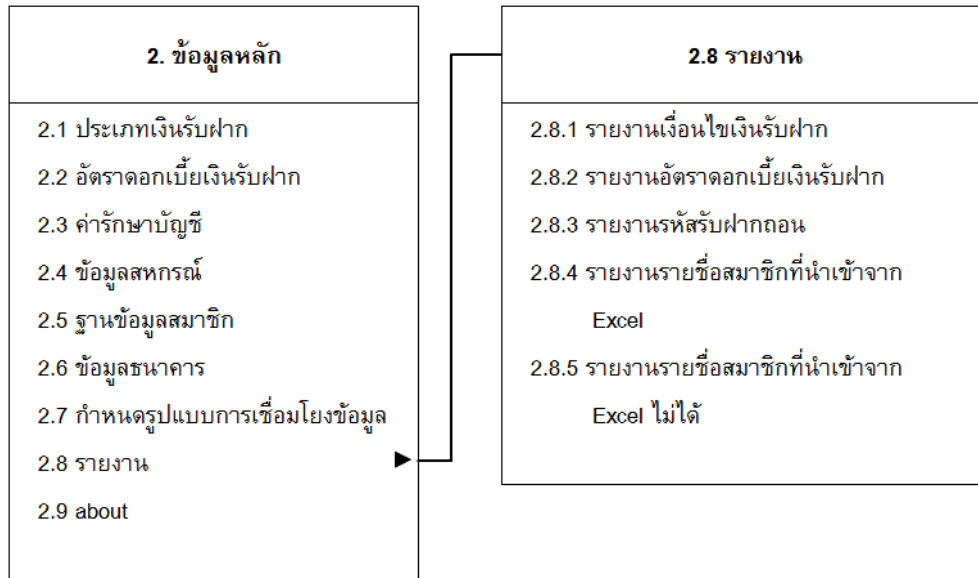 2. ข้อมูลหลัก
2.1 ประเภทเงินรับฝาก
2.2 อัตราดอกเบี้ยเงินรับฝาก
2.3 ค่ารักษาบัญชี
2.4 ข้อมูลสหกรณ์
2.5 ฐานข้อมูลสมาชิก
2.6 ข้อมูลธนาคาร
2.7 กำหนดรูปแบบการเชื่อมโยงข้อมูล
2.8 รายงาน
2.9 about
2.8 รายงาน
2.8.1 รายงานเงื่อนไขเงินรับฝาก
2.8.2 รายงานอัตราดอกเบี้ยเงินรับฝาก
2.8.3 รายงานรหัสรับฝากถอน
2.8.4 รายงานรายชื่อสมาชิกที่นำเข้าจาก
Excel
2.8.5 รายงานรายชื่อสมาชิกที่นำเข้าจาก
Excel ไม่ได้